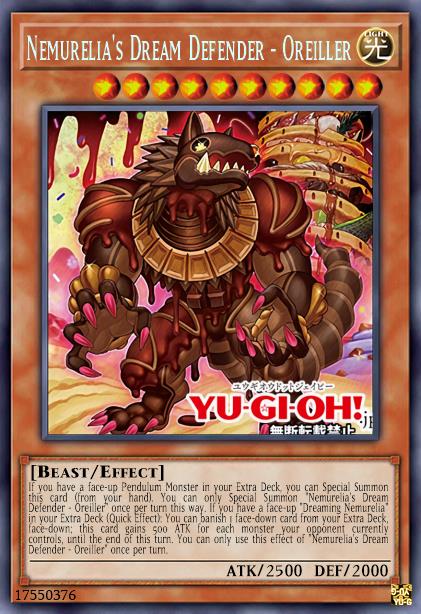 Nemurelia's Dream Defender - Oreiller
LIGHT
光
ユウギオウドットジェイピー
YU-GI-OH!
.jp
無断転載禁止
[Beast/Effect]
If you have a face-up Pendulum Monster in your Extra Deck, you can Special Summon
this card (from your hand). You can only Special Summon "Nemurelia's Dream
Defender - Oreiller" once per turn this way. If you have a face-up "Dreaming Nemurelia"
in your Extra Deck (Quick Effect): You can banish 1 face-down card from your Extra Deck,
face-down; this card gains 500 ATK for each monster your opponent currently
controls, until the end of this turn. You can only use this effect of "Nemurelia's Dream
Defender - Oreiller" once per turn.
ATK/2500 DEF/2000
17550376